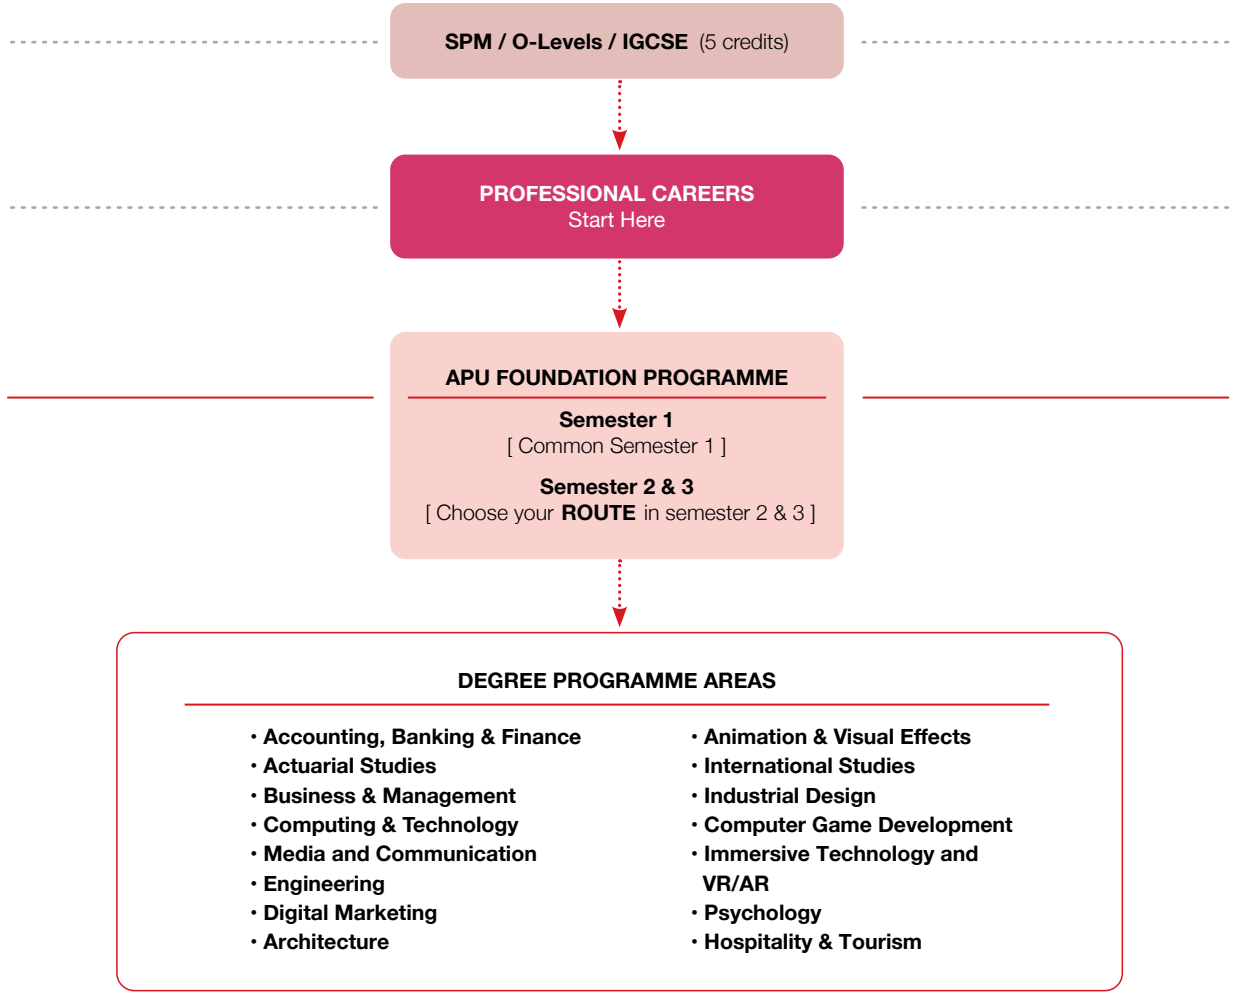 SPM / O-Levels / IGCSE (5 credits)
PROFESSIONAL CAREERS
Start Here
APU FOUNDATION PROGRAMME
Semester 1
[ Common Semester 1 ]
Semester 2 & 3
[ Choose your ROUTE in semester 2 & 3 ]
DEGREE PROGRAMME AREAS
• Accounting, Banking & Finance
• Actuarial Studies
• Business & Management
• Computing & Technology
• Media and Communication
• Engineering
• Digital Marketing
• Architecture
• Animation & Visual Effects
• International Studies
• Industrial Design
• Computer Game Development
• Immersive Technology and
VR/AR
• Psychology
• Hospitality & Tourism